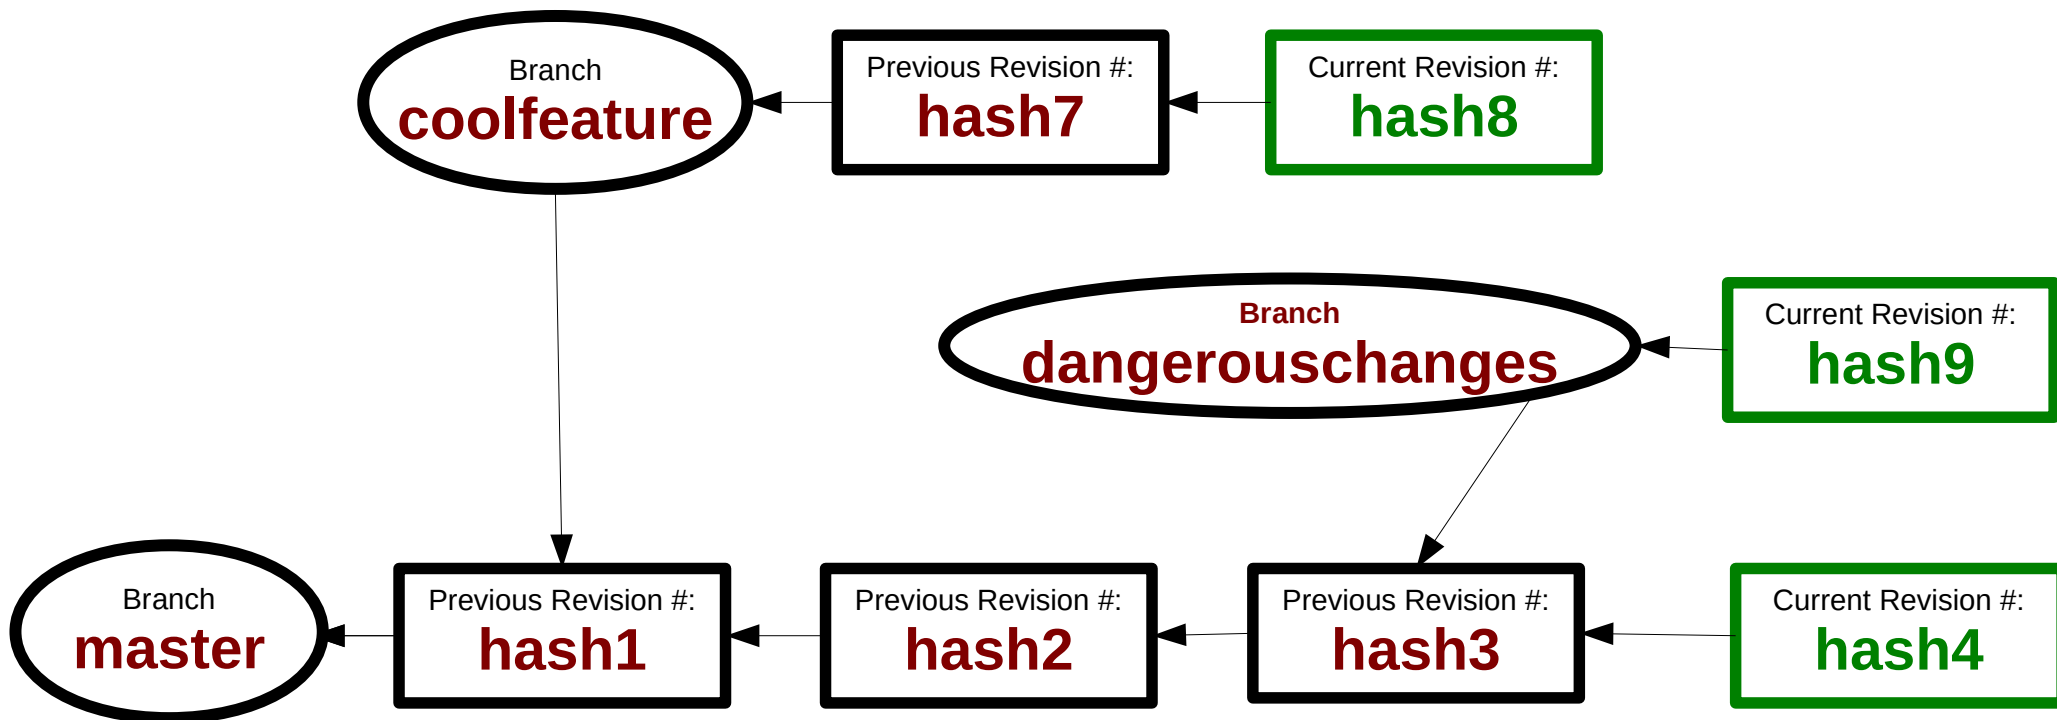 Branch
coolfeature
Previous Revision #:
hash7
Current Revision #:
hash8
Branch
dangerouschanges
Current Revision #:
hash9
Branch
master
Previous Revision #:
hash1
Previous Revision #:
hash2
Previous Revision #:
hash3
Current Revision #:
hash4